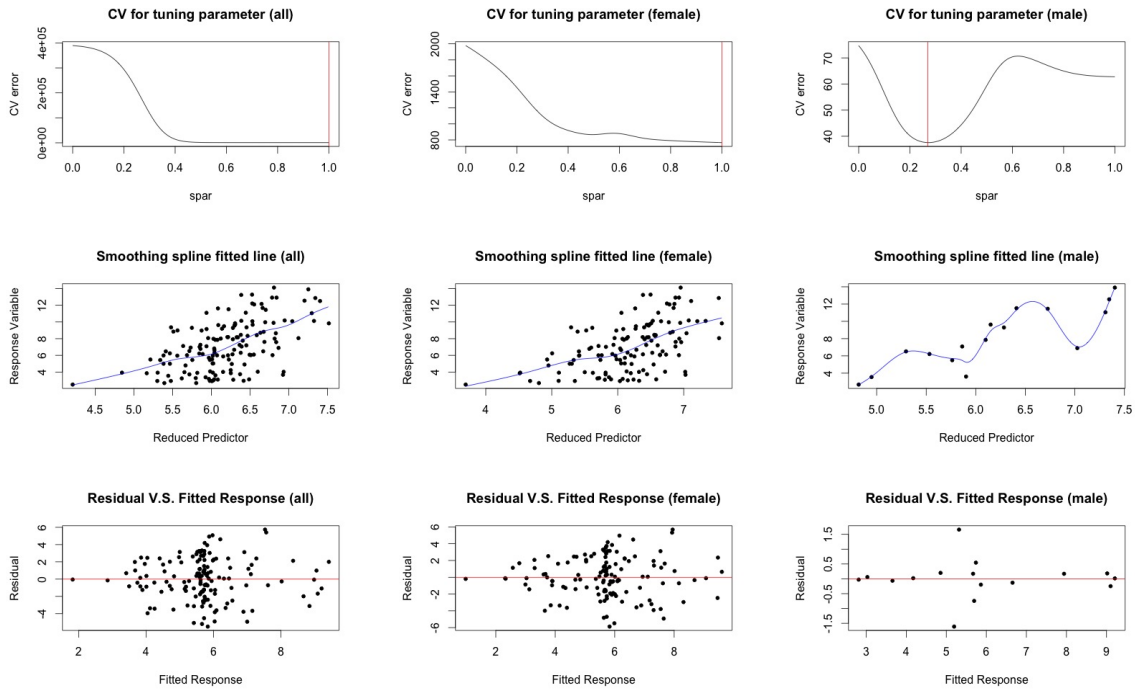 CV for tuning parameter (all)
CV error
0e+00 2e+05 4e+05
0.0 0.2 0.4 0.6 0.8 1.0
spar
CV for tuning parameter (female)
CV error
800 1400 2000
0.0 0.2 0.4 0.6 0.8 1.0
spar
CV for tuning parameter (male)
CV error
40 50 60 70
0.0 0.2 0.4 0.6 0.8 1.0
spar
Smoothing spline fitted line (all)
Response Variable
4 6 8 12
4.5 5.0 5.5 6.0 6.5 7.0 7.5
Reduced Predictor
Smoothing spline fitted line (female)
Response Variable
4 6 8 12
4 5 6 7
Reduced Predictor
Smoothing spline fitted line (male)
Response Variable
4 6 8 12
5.0 5.5 6.0 6.5 7.0 7.5
Reduced Predictor
Residual V.S. Fitted Response (all)
Residual
-4 0 2 4 6
2 4 6 8
Fitted Response
Residual V.S. Fitted Response (female)
Residual
-6 -2 0 2 4 6
2 4 6 8
Fitted Response
Residual V.S. Fitted Response (male)
Residual
-1.5 -0.5 0.5 1.5
3 4 5 6 7 8 9
Fitted Response